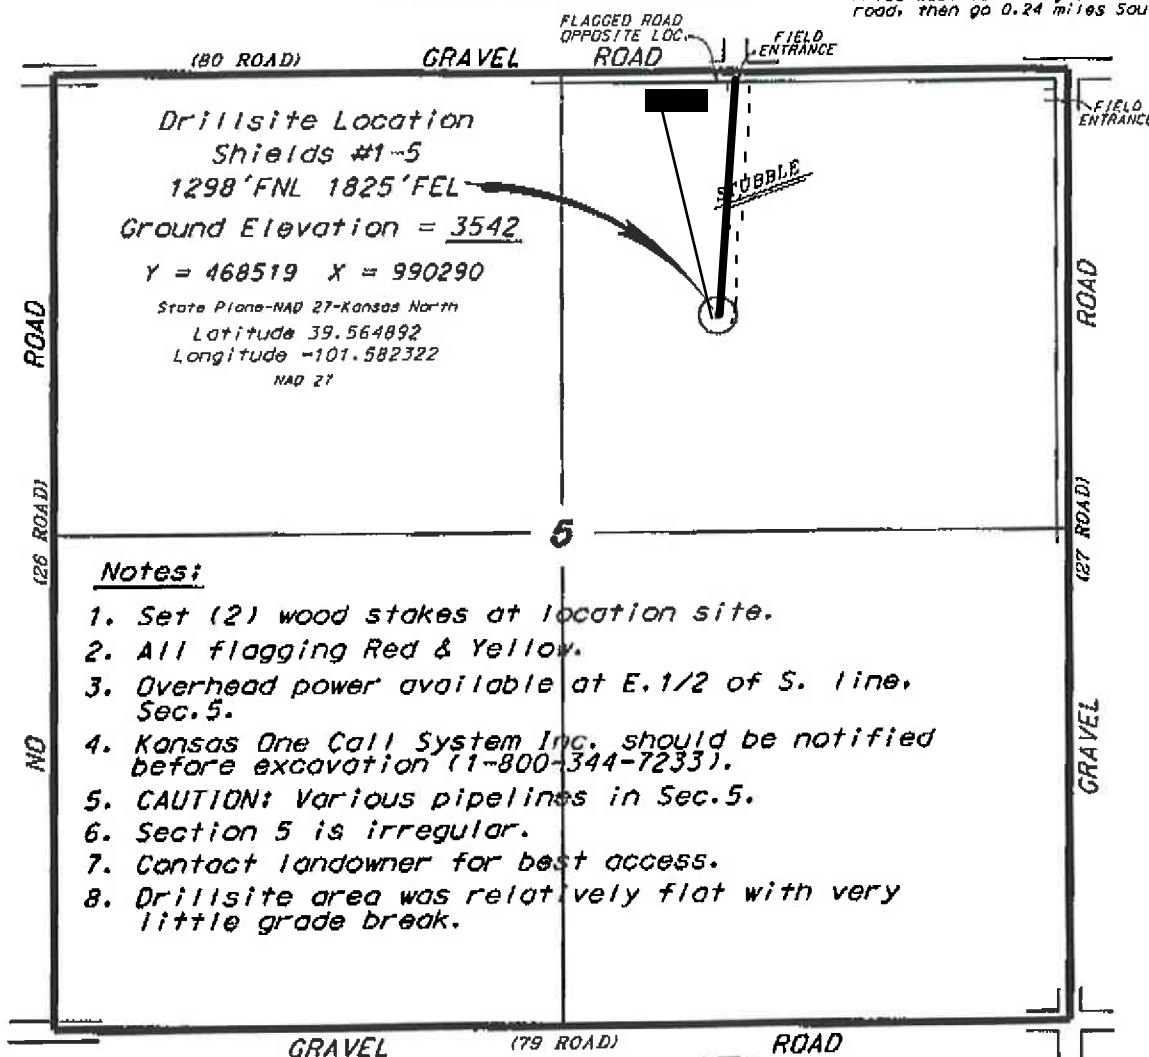 road, then go 0.24 miles Sou
FLAGGED ROAD
OPPOSITE LOC.
FIELD
ENTRANCE
(80 ROAD) GRAVEL ROAD
FIELD
ENTRANCE
Drillsite Location
Shields #1-5
1298'FNL 1825'FEL
Ground Elevation = 3542
Y = 468519 X = 990290
State Plane-NAD 27-Kansas North
Latitude 39.564892
Longitude -101.582322
NAD 27
STUBBLE
ROAD
(26 ROAD)
NO
ROAD
(27 ROAD)
GRAVEL
5
Notes:
1. Set (2) wood stakes at location site.
2. All flagging Red & Yellow.
3. Overhead power available at E.1/2 of S. line,
Sec.5.
4. Kansas One Call System Inc. should be notified
before excavation (1-800-344-7233).
5. CAUTION: Various pipelines in Sec.5.
6. Section 5 is irregular.
7. Contact landowner for best access.
8. Drillsite area was relatively flat with very
little grade break.
GRAVEL (79 ROAD) ROAD